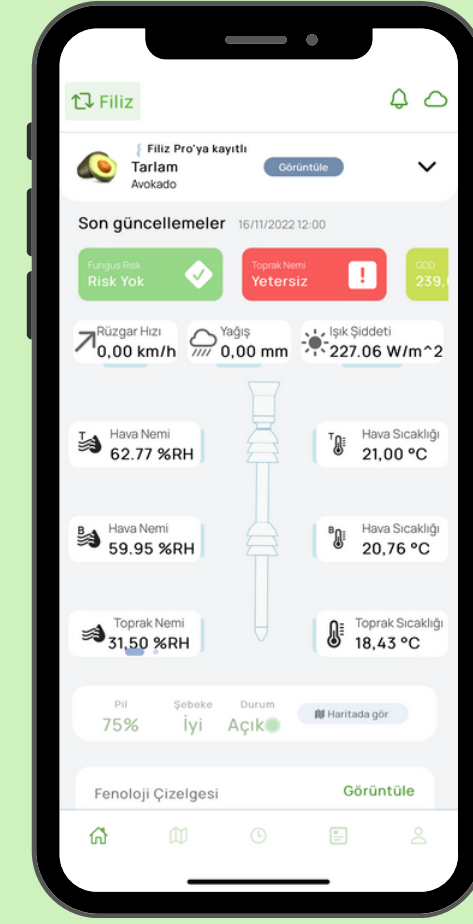 Filiz
Filiz Pro'ya kayıtlı
Tarlam
Görüntüle
Avokado
Son güncellemeler 16/11/2022 12:00
Fungus Risk
Risk Yok
Toprak Nemi
Yetersiz
GDD
239,
Rüzgar Hızı
0,00 km/h
Yağış
0,00 mm
Işık Şiddeti
227.06 W/m^2
T
Hava Nemi
62.77 %RH
T
Hava Sıcaklığı
21,00 °C
B
Hava Nemi
59.95 %RH
B
Hava Sıcaklığı
20,76 °C
Toprak Nemi
31,50 %RH
Toprak Sıcaklığı
18,43 °C
Pil
75%
Şebeke
İyi
Durum
Açık
Haritada gör
Fenoloji Çizelgesi
Görüntüle